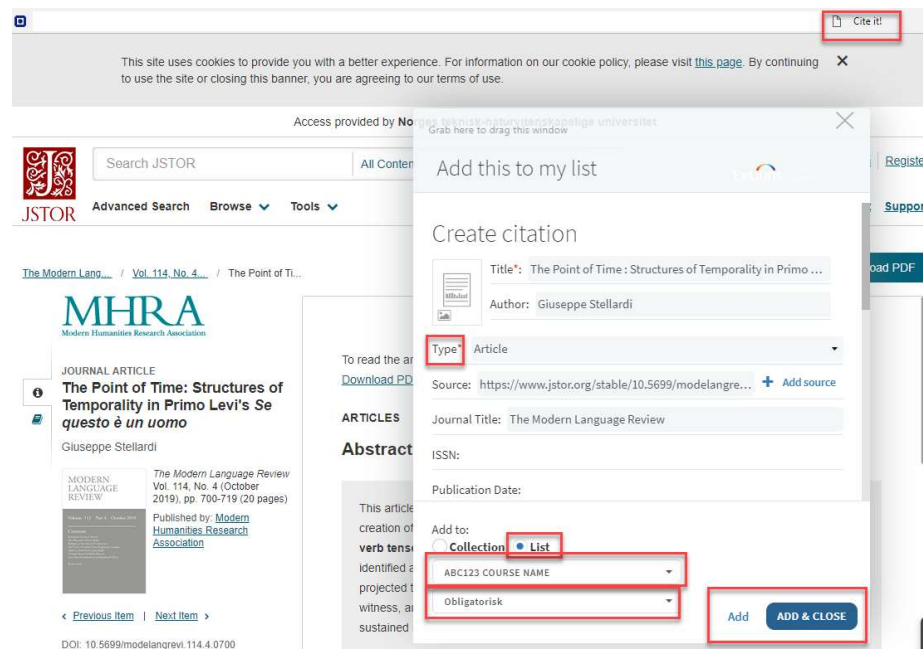 Cite it!
This site uses cookies to provide you with a better experience. For information on our cookie policy, please visit this page. By continuing
to use the site or closing this banner, you are agreeing to our terms of use.
Access provided by Norges teknisk-naturvitenskapelige universitet
Grab here to drag this window
Search JSTOR
All Conten
Add this to my list
Registe
JSTOR
Advanced Search Browse Tools
Suppor
Create citation
The Modern Lang... / Vol. 114, No. 4... / The Point of Ti...
Title*: The Point of Time : Structures of Temporality in Primo ...
oad PDF
Author: Giuseppe Stellardi
MHRA
Modern Humanities Research Association
Type* Article
To read the ar
JOURNAL ARTICLE
The Point of Time: Structures of
Temporality in Primo Levi's Se
questo è un uomo
Download PD
Source: https://www.jstor.org/stable/10.5699/modelangre... + Add source
ARTICLES
Journal Title: The Modern Language Review
Giuseppe Stellardi
Abstract
ISSN:
MODERN
LANGUAGE
REVIEW
The Modern Language Review
Vol. 114, No. 4 (October
2019), pp. 700-719 (20 pages)
Published by: Modern
Humanities Research
Association
Publication Date:
This article
creation of
verb tense
identified a
projected t
witness, a
sustained
Add to:
Collection List
ABC123 COURSE NAME
Obligatorisk
< Previous Item | Next Item >
Add ADD & CLOSE
DOI: 10.5699/modelangrevi.114.4.0700